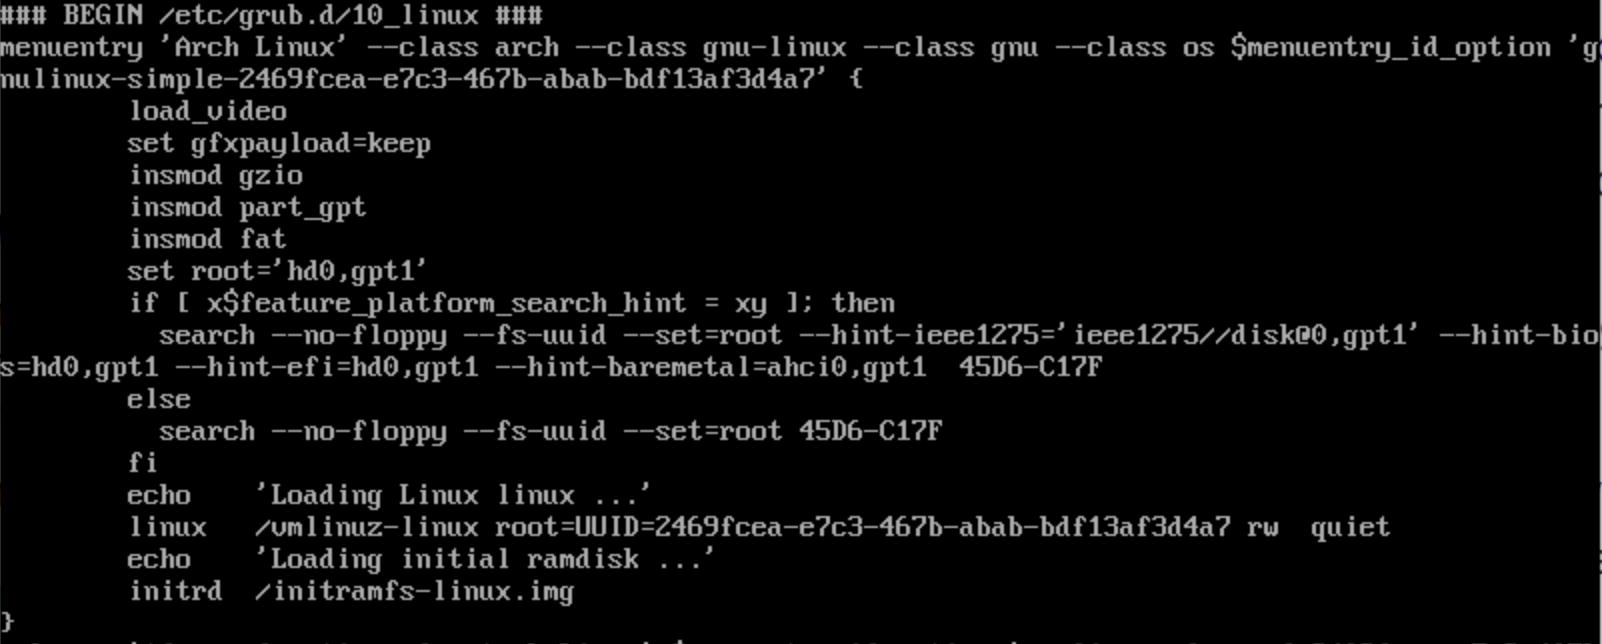 ### BEGIN /etc/grub.d/10_linux ###
menuentry 'Arch Linux' --class arch --class gnu-linux --class gnu --class os $menuentry_id_option 'g
nulinux-simple-2469fcea-e7c3-467b-abab-bdf13af3d4a7' {
        load_video
        set gfxpayload=keep
        insmod gzio
        insmod part_gpt
        insmod fat
        set root='hd0,gpt1'
        if [ x$feature_platform_search_hint = xy ]; then
          search --no-floppy --fs-uuid --set=root --hint-ieee1275='ieee1275//disk@0,gpt1' --hint-bio
s=hd0,gpt1 --hint-efi=hd0,gpt1 --hint-baremetal=ahci0,gpt1  45D6-C17F
        else
          search --no-floppy --fs-uuid --set=root 45D6-C17F
        fi
        echo    'Loading Linux linux ...'
        linux   /vmlinuz-linux root=UUID=2469fcea-e7c3-467b-abab-bdf13af3d4a7 rw  quiet
        echo    'Loading initial ramdisk ...'
        initrd  /initramfs-linux.img
}